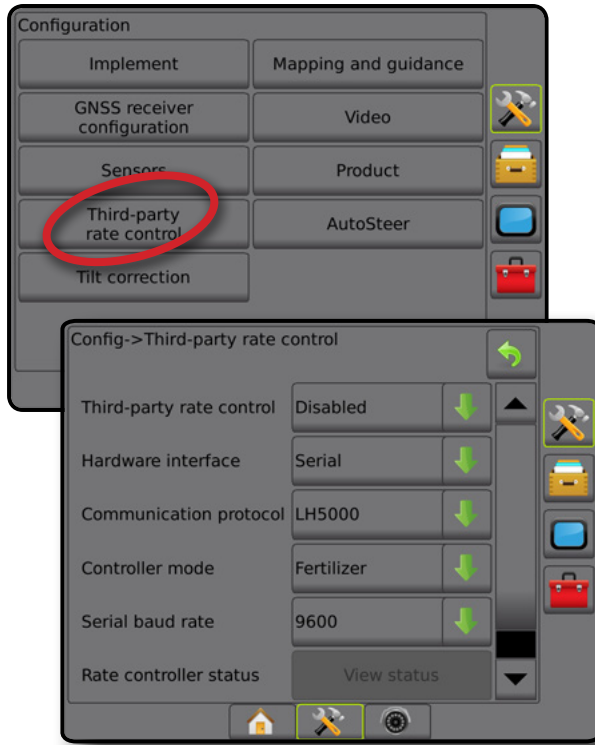 Configuration
Implement
Mapping and guidance
GNSS receiver
configuration
Video
Sensors
Product
Third-party
rate control
AutoSteer
Tilt correction
Config->Third-party rate control
Third-party rate control
Disabled
Hardware interface
Serial
Communication protocol
LH5000
Controller mode
Fertilizer
Serial baud rate
9600
Rate controller status
View status